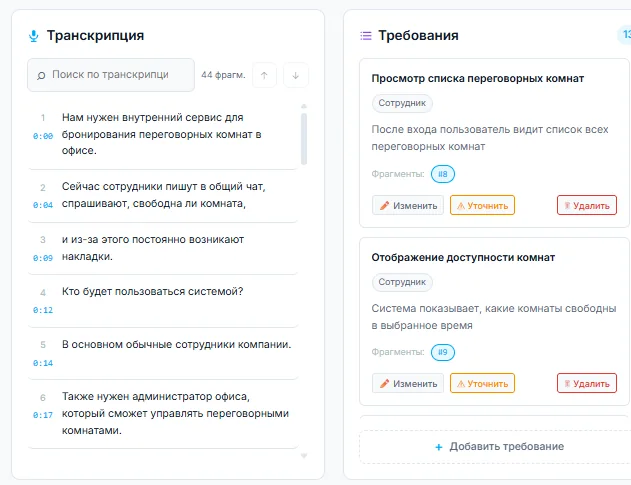 Транскрипция
Поиск по транскрипци
44 фрагм.
↑
↓
1
0:00
Нам нужен внутренний сервис для
бронирования переговорных комнат в
офисе.
2
0:04
Сейчас сотрудники пишут в общий чат,
спрашивают, свободна ли комната,
3
0:09
и из-за этого постоянно возникают
накладки.
4
0:12
Кто будет пользоваться системой?
5
0:14
В основном обычные сотрудники компании.
6
0:17
Также нужен администратор офиса,
который сможет управлять переговорными
комнатами.
Требования
13
Просмотр списка переговорных комнат
Сотрудник
После входа пользователь видит список всех
переговорных комнат
Фрагменты: #8
Изменить
Уточнить
Удалить
Отображение доступности комнат
Сотрудник
Система показывает, какие комнаты свободны
в выбранное время
Фрагменты: #9
Изменить
Уточнить
Удалить
+ Добавить требование